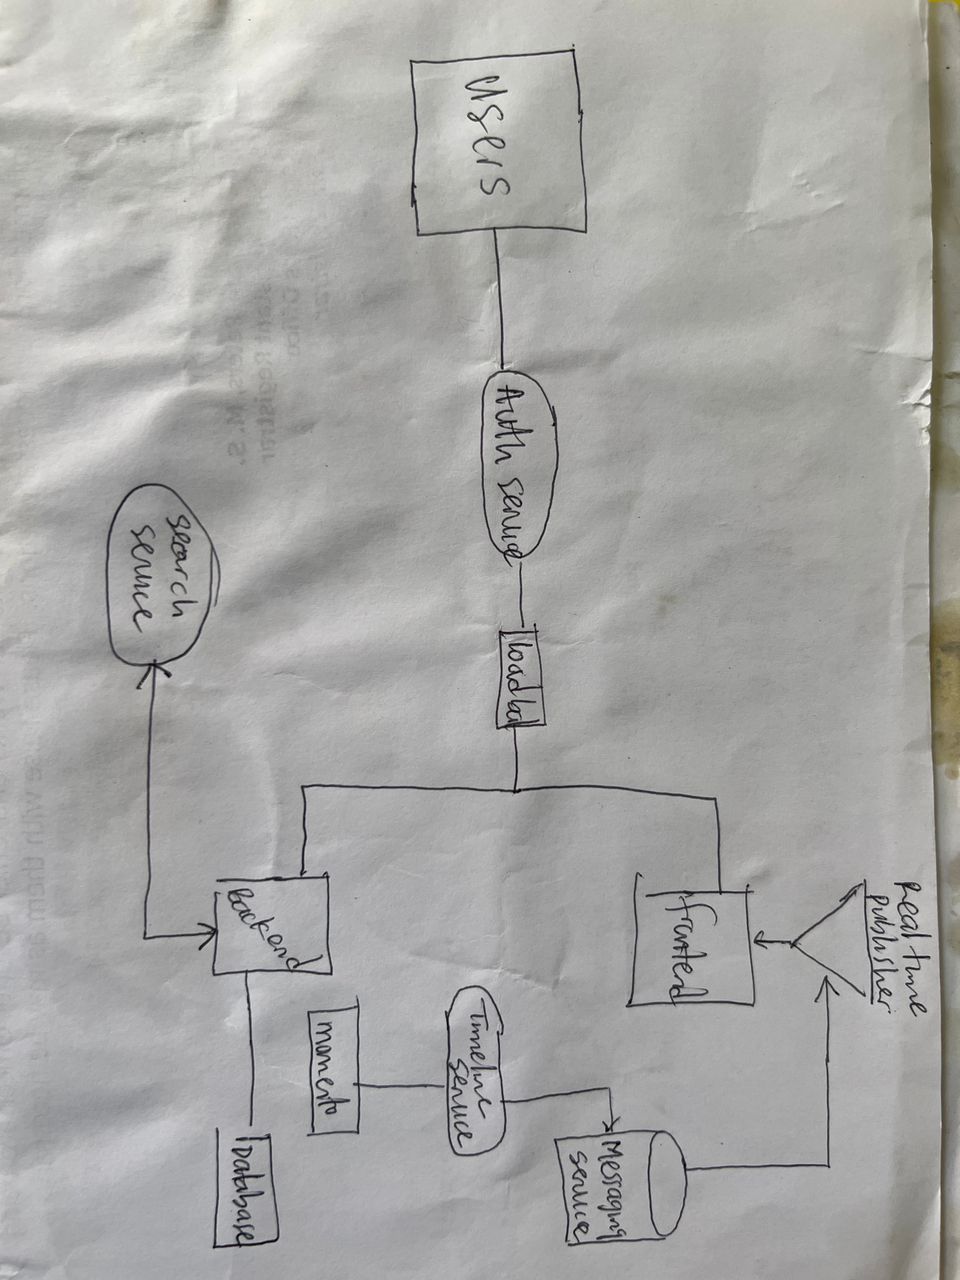 Real time
publisher
frontend
Messaging
service
users
Auth service
loadbal
Timeline
service
momento
Backend
Database
search
service